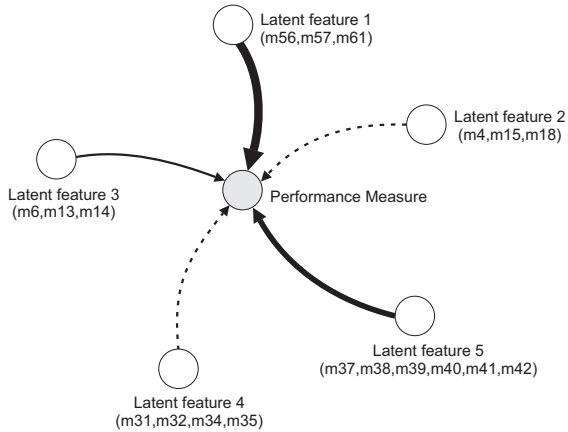 Latent feature 1
(m56,m57,m61)
Latent feature 2
(m4,m15,m18)
Latent feature 3
(m6,m13,m14)
Performance Measure
Latent feature 5
(m37,m38,m39,m40,m41,m42)
Latent feature 4
(m31,m32,m34,m35)